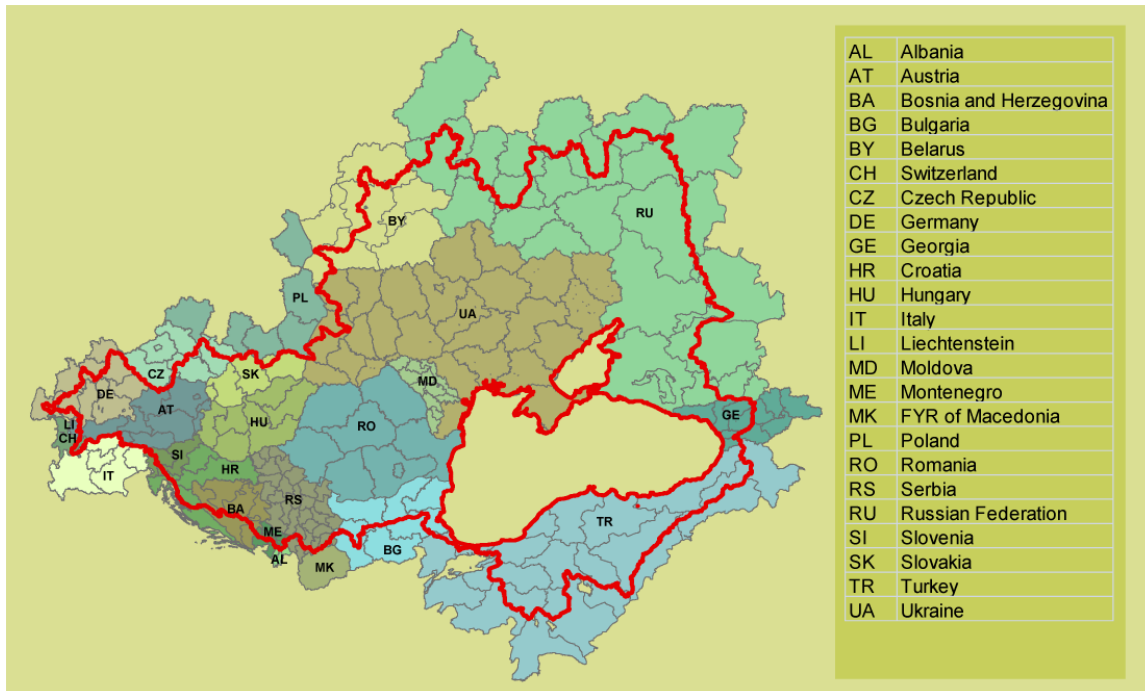 RU
BY
PL
UA
CZ
SK
DE
MD
AT
LI
HU
GE
RO
CH
SI
HR
IT
RS
BA
TR
ME
BG
AL
MK
AL Albania
AT Austria
BA Bosnia and Herzegovina
BG Bulgaria
BY Belarus
CH Switzerland
CZ Czech Republic
DE Germany
GE Georgia
HR Croatia
HU Hungary
IT Italy
LI Liechtenstein
MD Moldova
ME Montenegro
MK FYR of Macedonia
PL Poland
RO Romania
RS Serbia
RU Russian Federation
SI Slovenia
SK Slovakia
TR Turkey
UA Ukraine